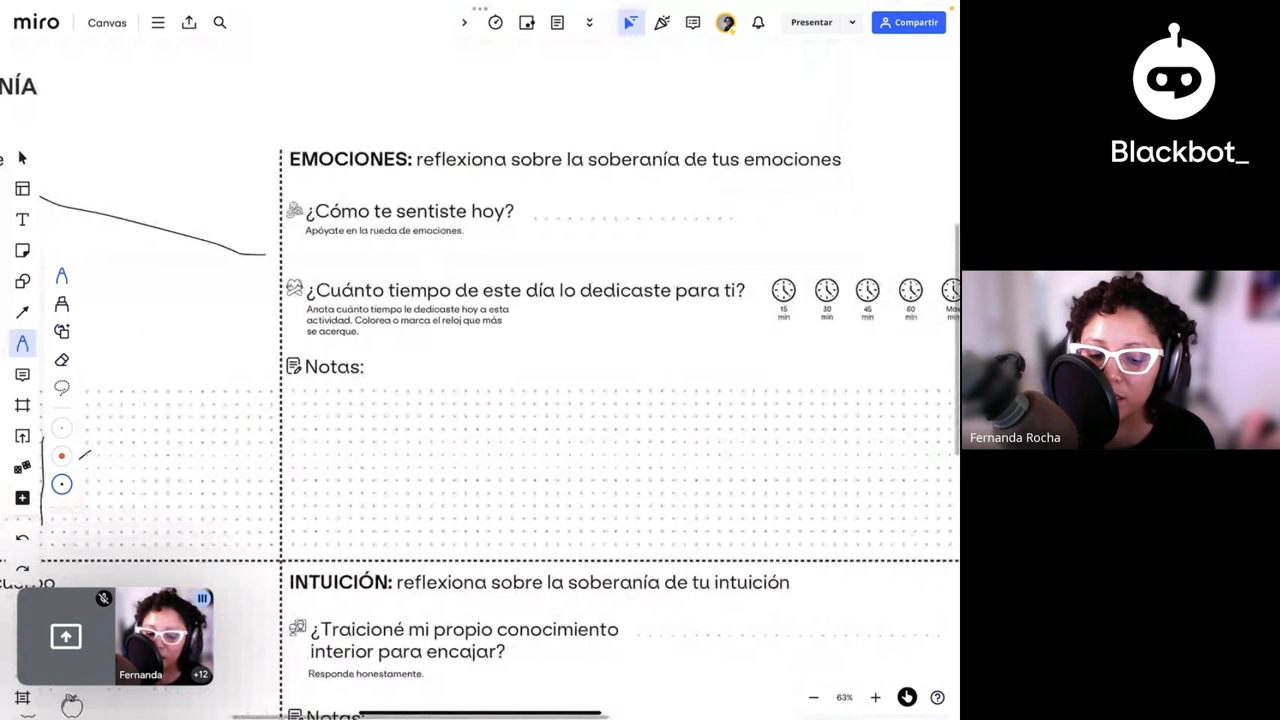 miro
Canvas
Presentar
Compartir
NÍA
e
EMOCIONES: reflexiona sobre la soberanía de tus emociones
¿Cómo te sentiste hoy?
Apóyate en la rueda de emociones.
¿Cuánto tiempo de este día lo dedicaste para ti?
Anota cuánto tiempo le dedicaste hoy a esta
actividad. Colorea o marca el reloj que más
se acerque.
15 min
30 min
45 min
60 min
Más
Notas:
cuerpo
INTUICIÓN: reflexiona sobre la soberanía de tu intuición
¿Traicioné mi propio conocimiento
interior para encajar?
Responde honestamente.
Notas:
Fernanda
+12
63%
Blackbot_
Fernanda Rocha